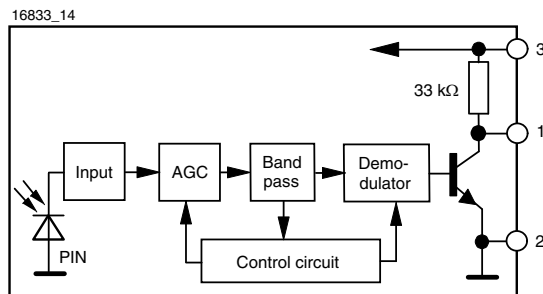 16833_14
3
33 kΩ
1
Input
AGC
Band
pass
Demo-
dulator
2
PIN
Control circuit